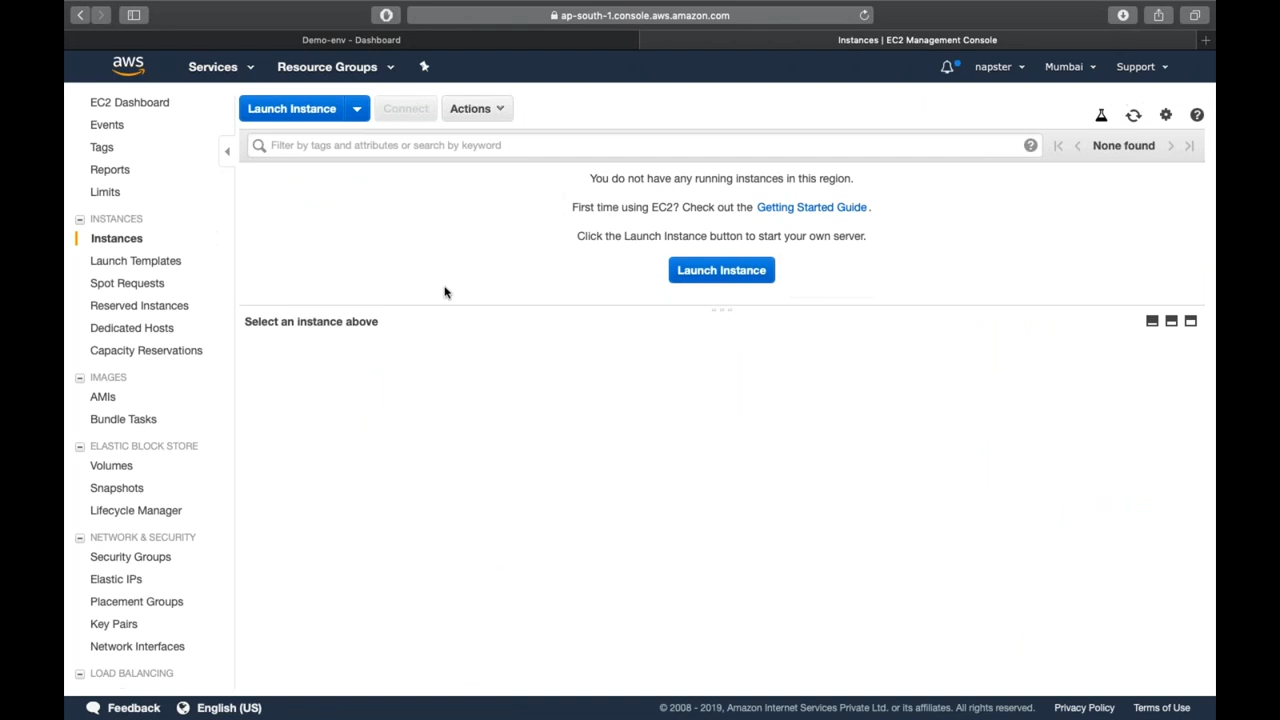 ap-south-1.console.aws.amazon.com
Demo-env - Dashboard
Instances | EC2 Management Console
aws
Services
Resource Groups
napster
Mumbai
Support
EC2 Dashboard
Events
Tags
Reports
Limits
INSTANCES
Instances
Launch Templates
Spot Requests
Reserved Instances
Dedicated Hosts
Capacity Reservations
IMAGES
AMIs
Bundle Tasks
ELASTIC BLOCK STORE
Volumes
Snapshots
Lifecycle Manager
NETWORK & SECURITY
Security Groups
Elastic IPs
Placement Groups
Key Pairs
Network Interfaces
LOAD BALANCING
Launch Instance
Connect
Actions
Filter by tags and attributes or search by keyword
None found
You do not have any running instances in this region.
First time using EC2? Check out the Getting Started Guide .
Click the Launch Instance button to start your own server.
Launch Instance
Select an instance above
Feedback
English (US)
© 2008 - 2019, Amazon Internet Services Private Ltd. or its affiliates. All rights reserved.
Privacy Policy
Terms of Use